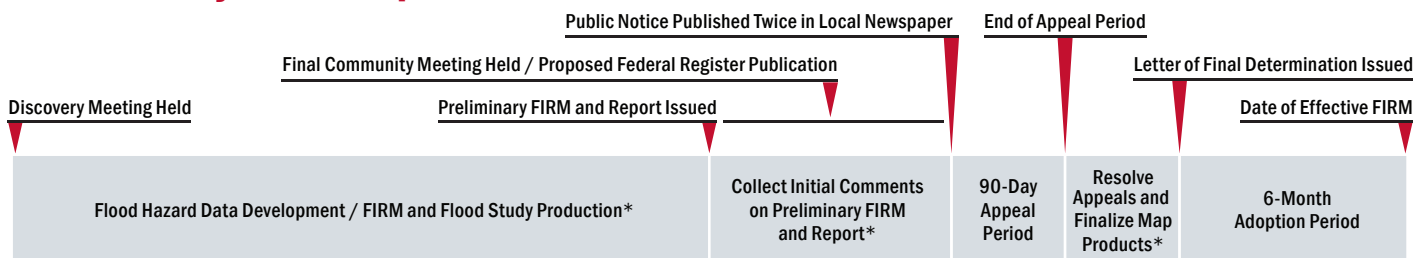 Public Notice Published Twice in Local Newspaper
End of Appeal Period
Final Community Meeting Held / Proposed Federal Register Publication
Letter of Final Determination Issued
Discovery Meeting Held
Preliminary FIRM and Report Issued
Date of Effective FIRM
Flood Hazard Data Development / FIRM and Flood Study Production*
Collect Initial Comments
on Preliminary FIRM
and Report*
90-Day
Appeal
Period
Resolve
Appeals and
Finalize Map
Products*
6-Month
Adoption Period